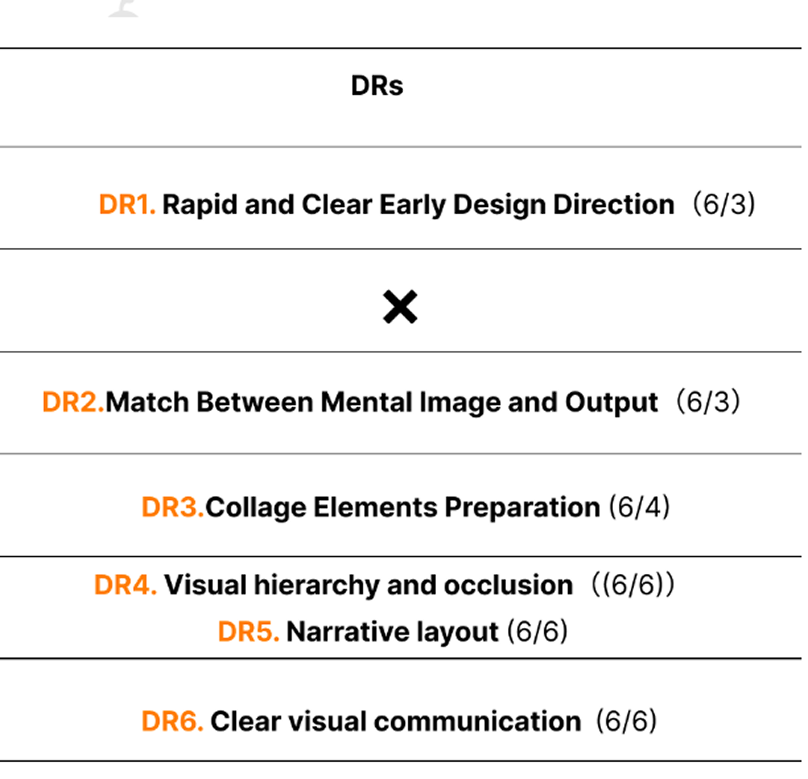 DRs
DR1. Rapid and Clear Early Design Direction (6/3)
DR2.Match Between Mental Image and Output (6/3)
DR3.Collage Elements Preparation (6/4)
DR4. Visual hierarchy and occlusion ((6/6))
DR5. Narrative layout (6/6)
DR6. Clear visual communication (6/6)